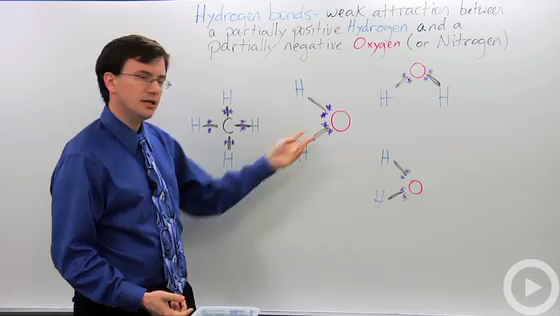 Hydrogen bonds- weak attraction between
a partially positive Hydrogen and a
partially negative Oxygen (or Nitrogen)
H
H C H
H
H
O
H
O
H H
H
O
H